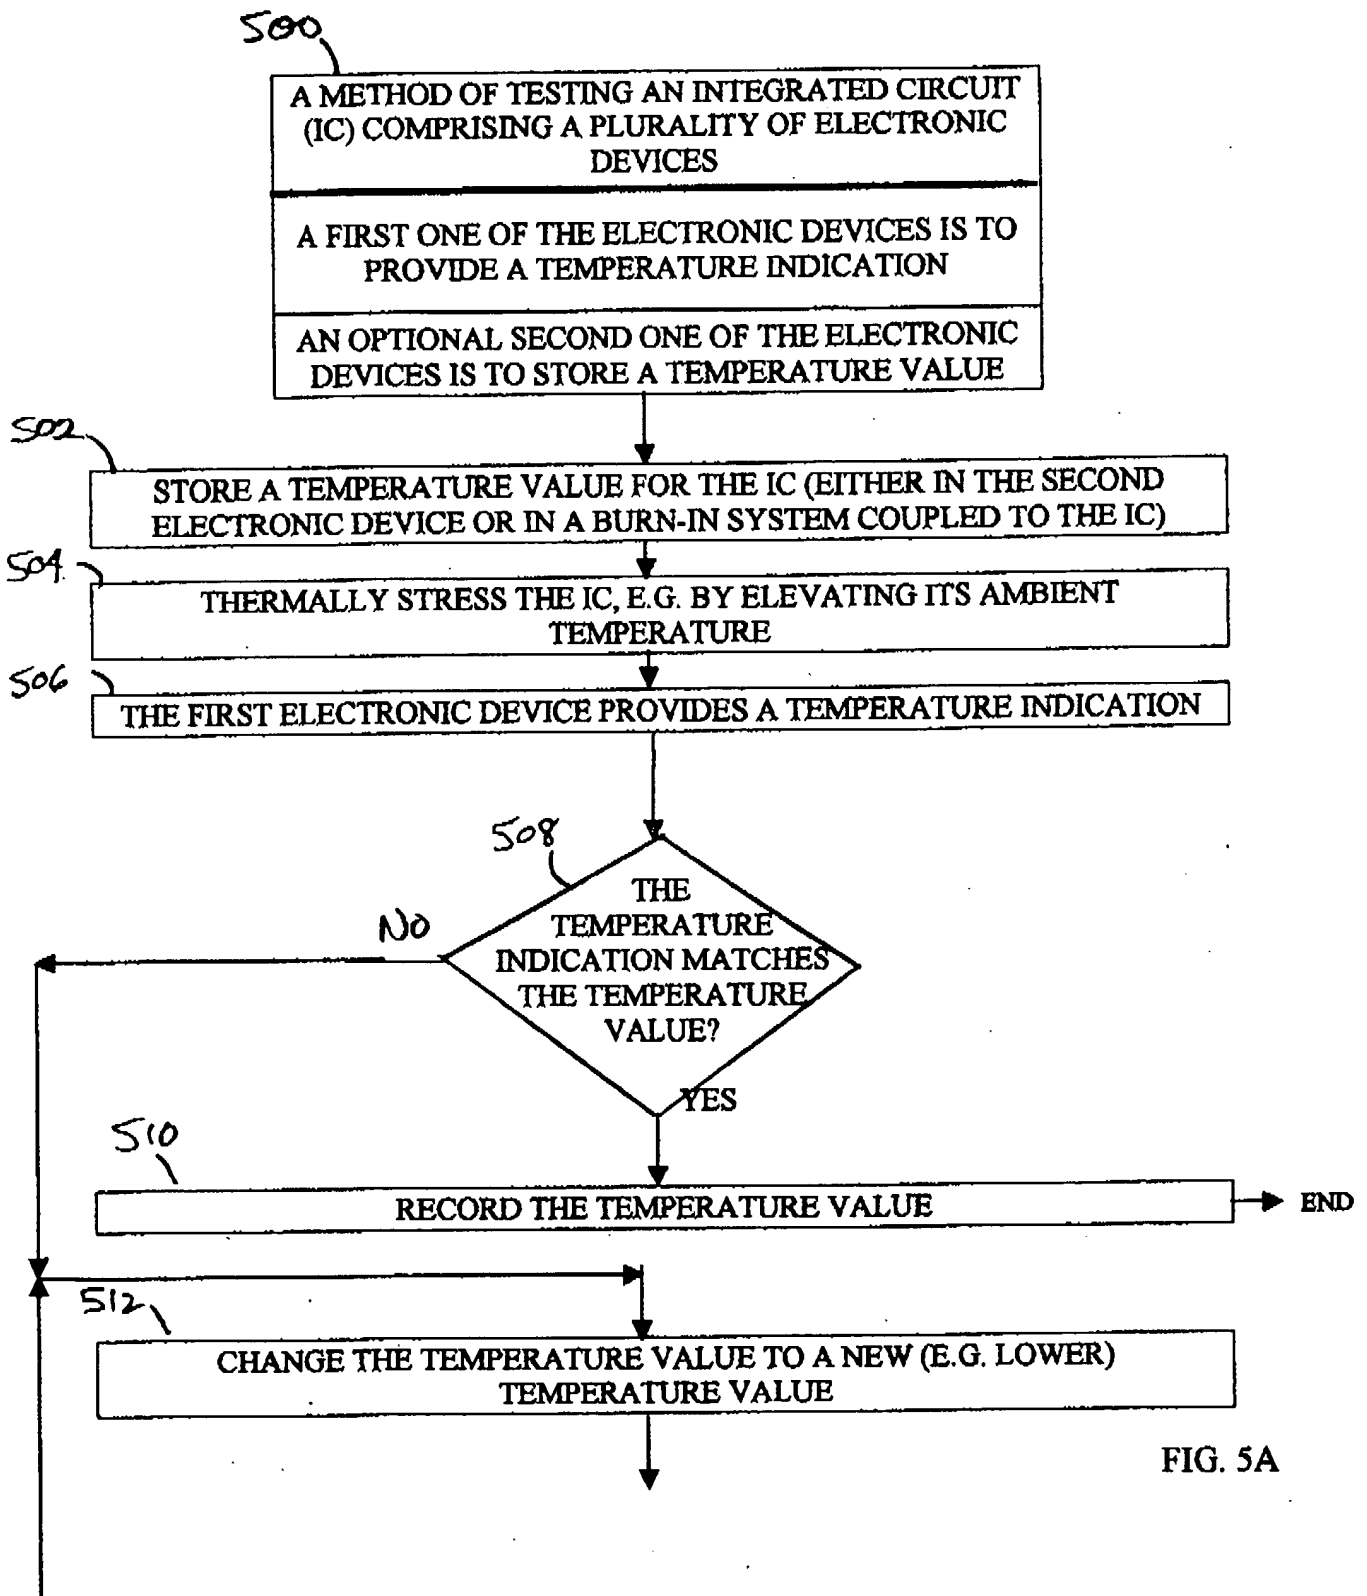 500
A METHOD OF TESTING AN INTEGRATED CIRCUIT
(IC) COMPRISING A PLURALITY OF ELECTRONIC
DEVICES
A FIRST ONE OF THE ELECTRONIC DEVICES IS TO
PROVIDE A TEMPERATURE INDICATION
AN OPTIONAL SECOND ONE OF THE ELECTRONIC
DEVICES IS TO STORE A TEMPERATURE VALUE
502
STORE A TEMPERATURE VALUE FOR THE IC (EITHER IN THE SECOND
ELECTRONIC DEVICE OR IN A BURN-IN SYSTEM COUPLED TO THE IC)
504
THERMALLY STRESS THE IC, E.G. BY ELEVATING ITS AMBIENT
TEMPERATURE
506
THE FIRST ELECTRONIC DEVICE PROVIDES A TEMPERATURE INDICATION
508
THE
TEMPERATURE
INDICATION MATCHES
THE TEMPERATURE
VALUE?
NO
YES
510
RECORD THE TEMPERATURE VALUE
END
512
CHANGE THE TEMPERATURE VALUE TO A NEW (E.G. LOWER)
TEMPERATURE VALUE
FIG. 5A